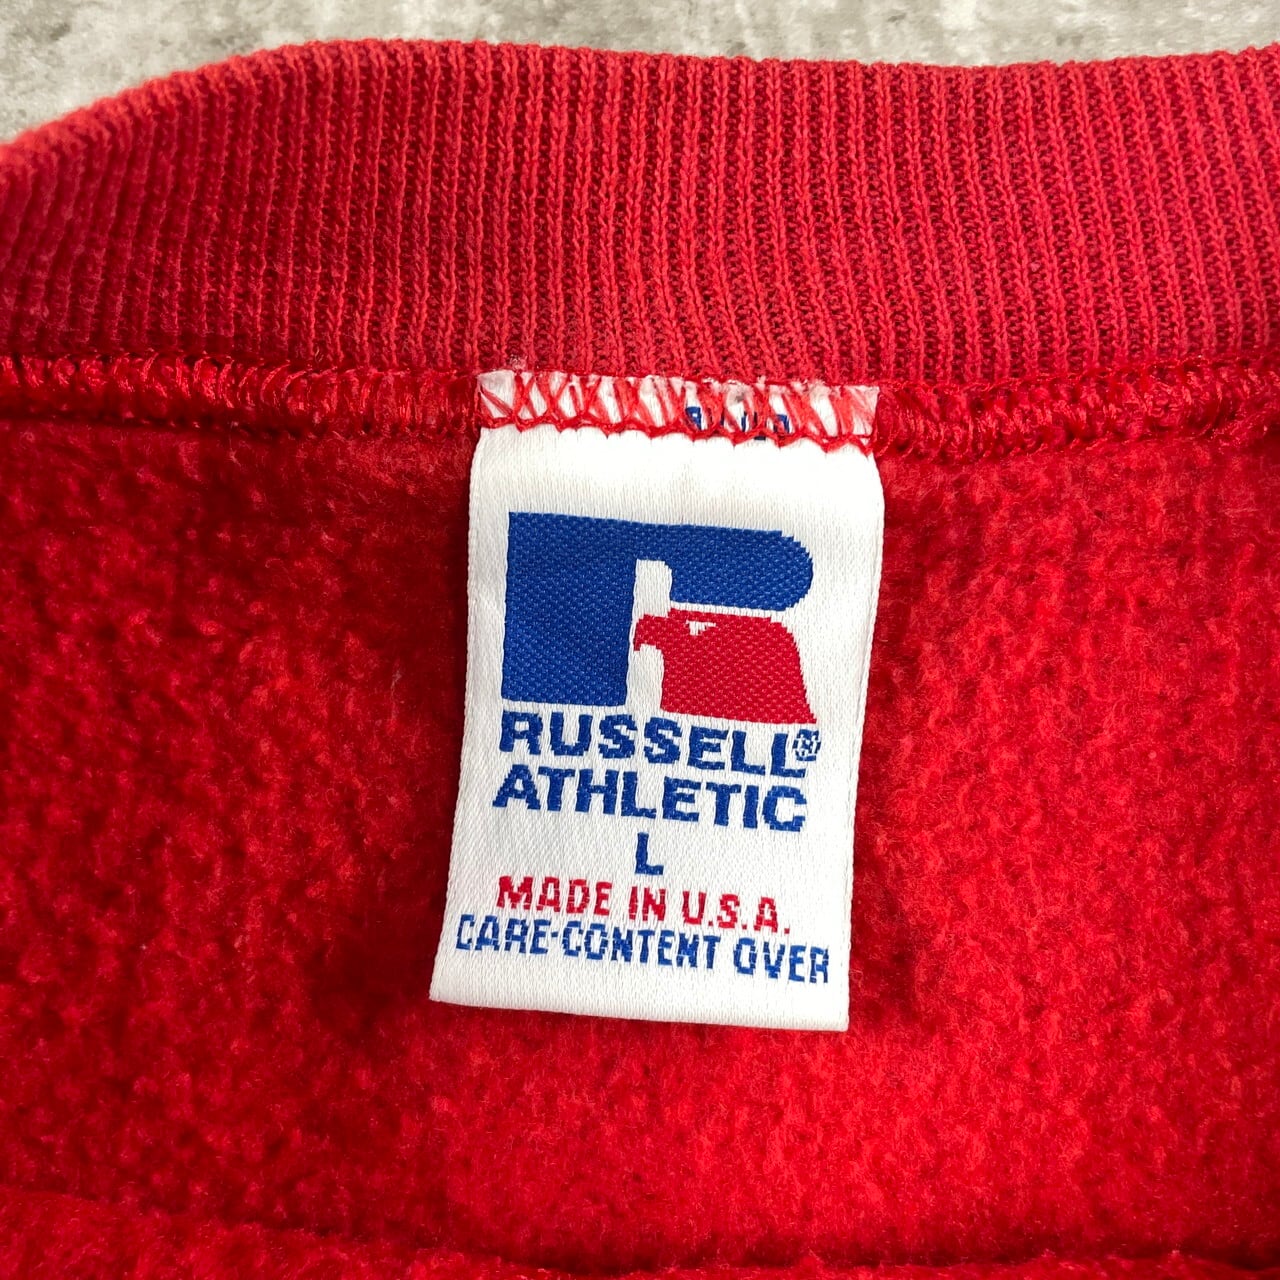 R
RUSSELL®
ATHLETIC
L
MADE IN U.S.A.
CARE-CONTENT OVER